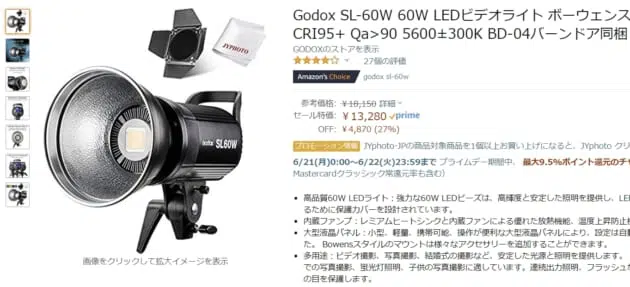 Godox SL-60W 60W LEDビデオライト ボーウェンス
CRI95+ Qa>90 5600±300K BD-04バーンドア同梱
GODOXのストアを表示
27個の評価
Amazon's Choice godox sl-60w
参考価格: ¥18,150 詳細
セール特価: ¥13,280 prime
OFF: ¥4,870 (27%)
プロモーション情報 JYphoto-JPの商品対象商品を1個以上お買い上げになると、JYphoto クリ
6/21(月)0:00～6/22(火)23:59まで プライムデー期間中、最大9.5%ポイント還元のチャ
Mastercardクラシック常還元率も含む)
高品質60W LEDライト：強力な60W LEDビーズは、高輝度と安定した照明を提供し、LE
るために保護カバーを設計されています。
内蔵ファンプ：レミアムヒートシンクと内蔵ファンによる優れた放熱機能、温度上昇防止
大型液晶パネル：小型、軽量、携帯可能、操作が便利な大型液晶パネルにより、設定は自
た。 Bowensスタイルのマウントは様々なアクセサリーを追加することができます。
多用途：ビデオ撮影、写真撮影、結婚式の撮影など、安定した光源と照明を提供します。
での写真撮影、蛍光灯照明、子供の写真撮影に適しています。連続出力照明、フラッシュ
の目を保護します。
JYPHOTO
Godox SL60W
画像をクリックして拡大イメージを表示